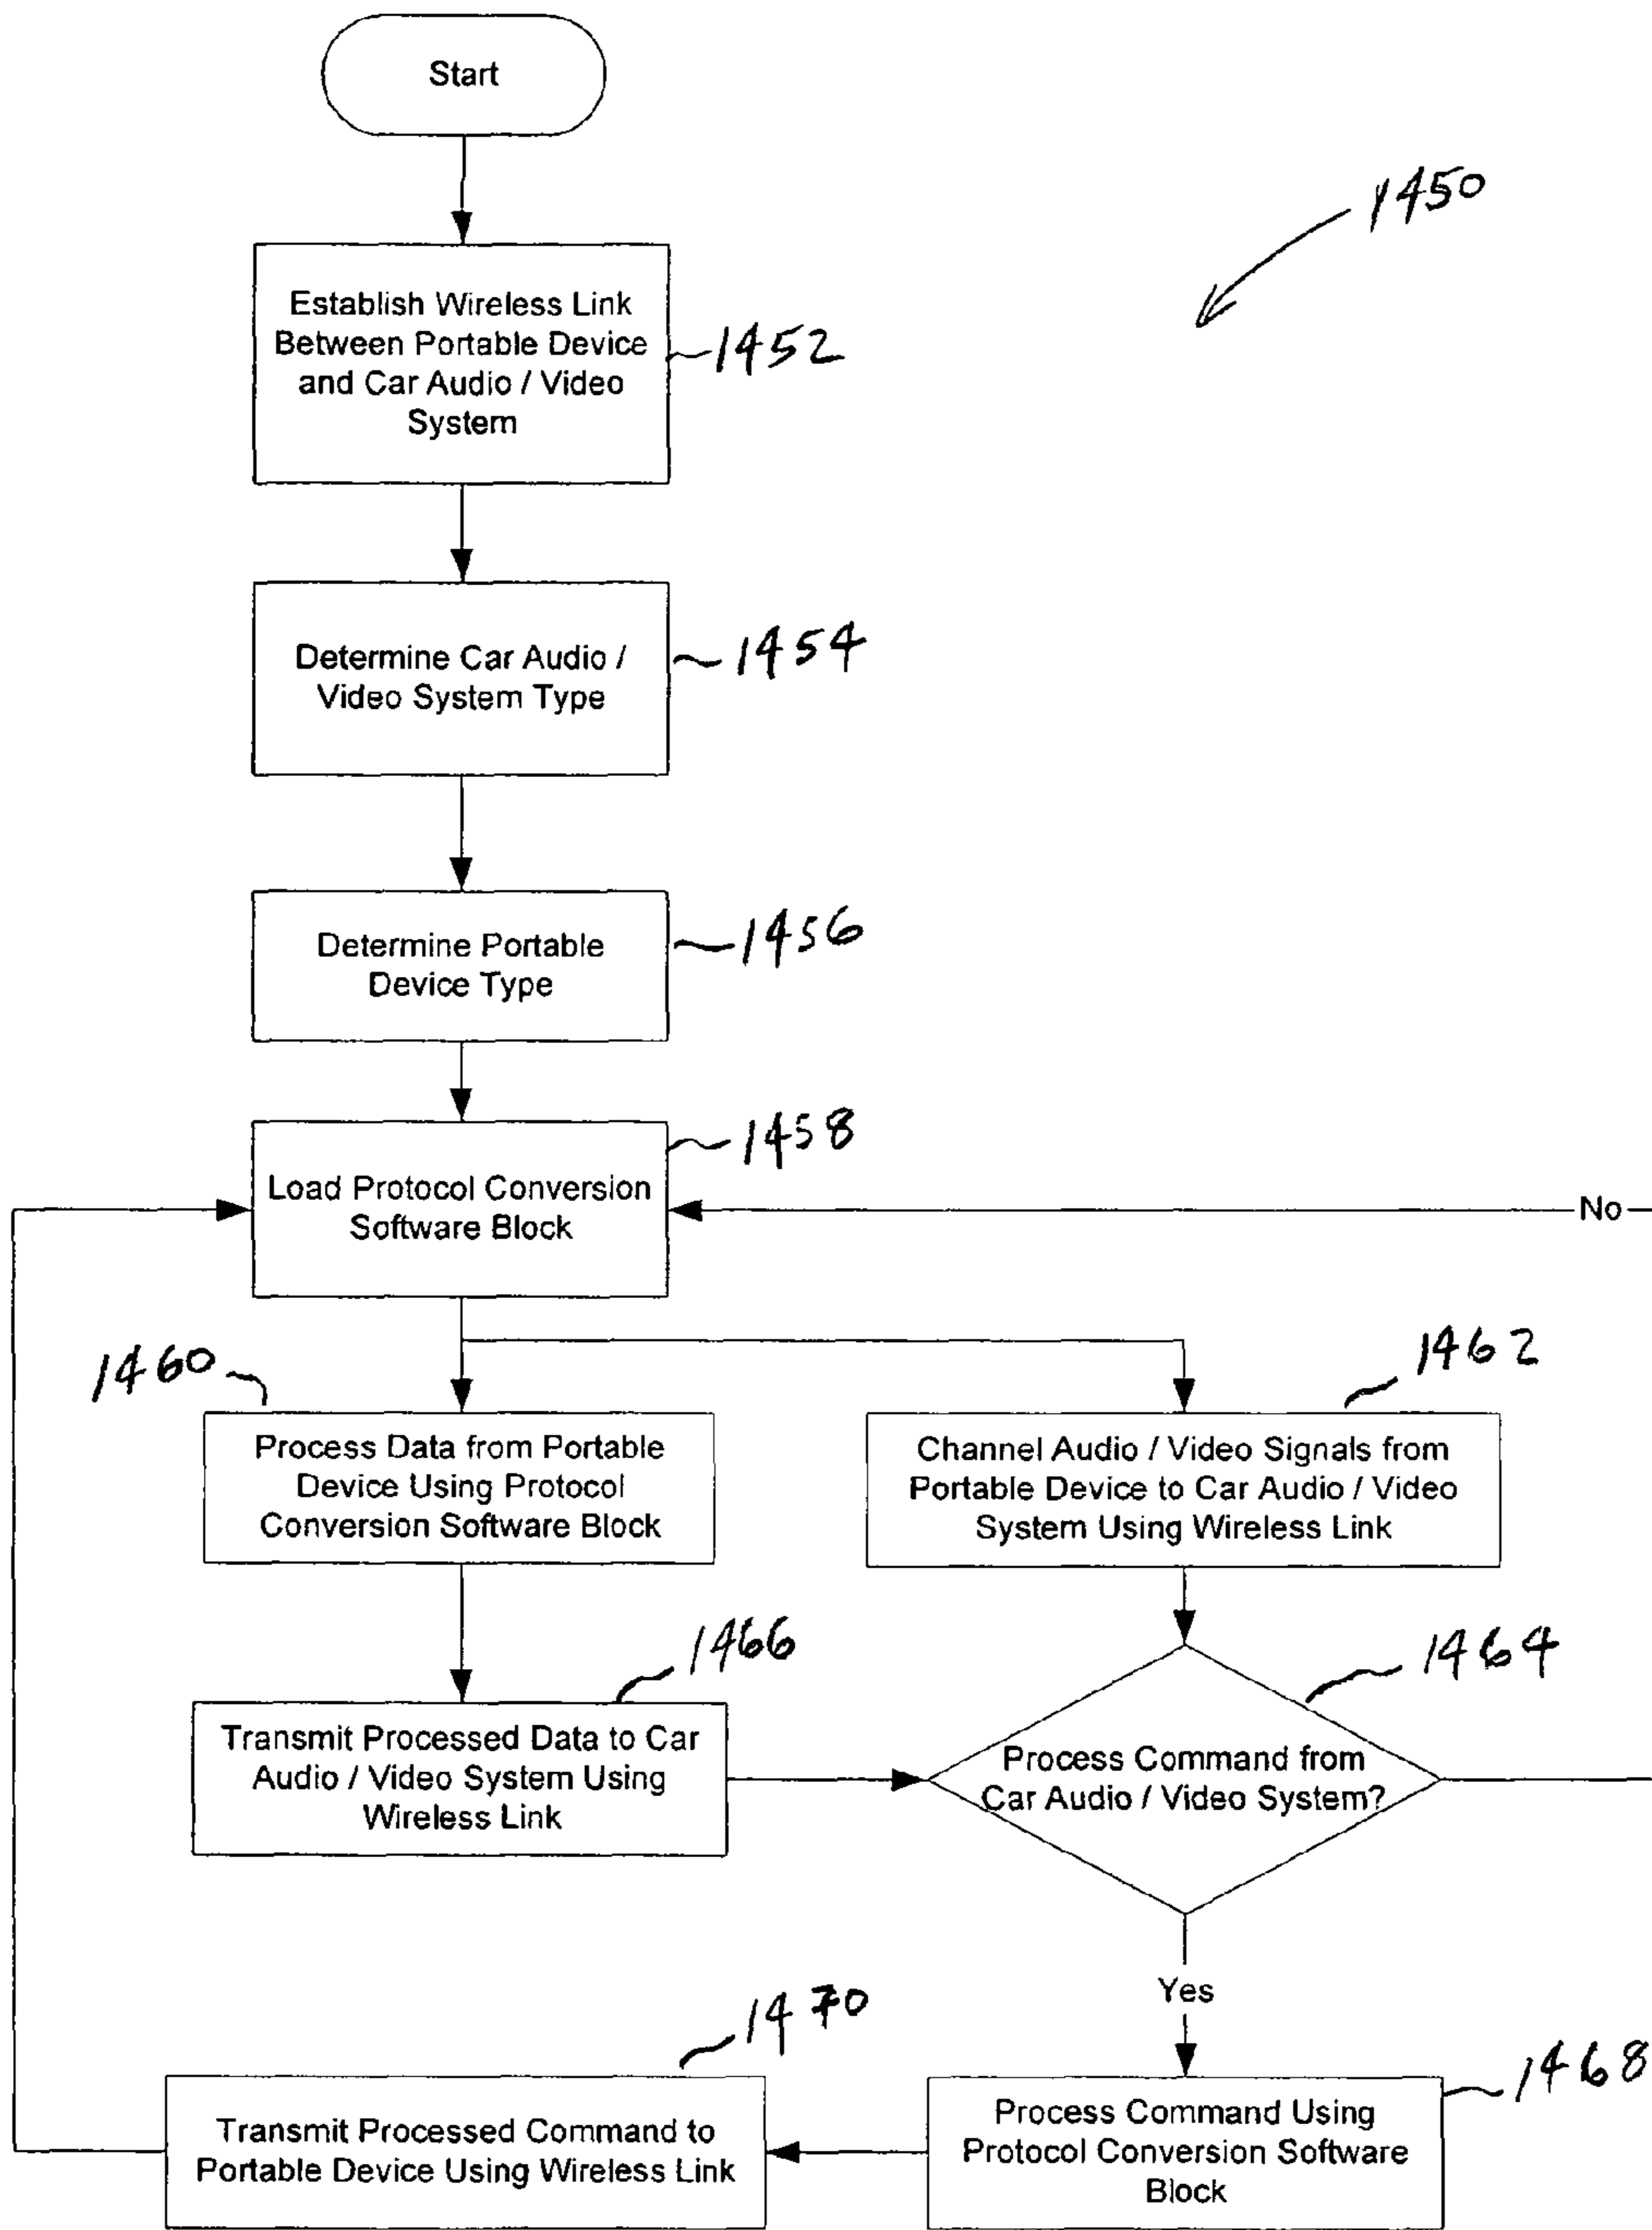 Start
1450
Establish Wireless Link
Between Portable Device
and Car Audio / Video
System
1452
Determine Car Audio /
Video System Type
1454
Determine Portable
Device Type
1456
1458
Load Protocol Conversion
Software Block
No
1460
1462
Process Data from Portable
Device Using Protocol
Conversion Software Block
Channel Audio / Video Signals from
Portable Device to Car Audio / Video
System Using Wireless Link
1466
1464
Transmit Processed Data to Car
Audio / Video System Using
Wireless Link
Process Command from
Car Audio / Video System?
Yes
1470
1468
Transmit Processed Command to
Portable Device Using Wireless Link
Process Command Using
Protocol Conversion Software
Block